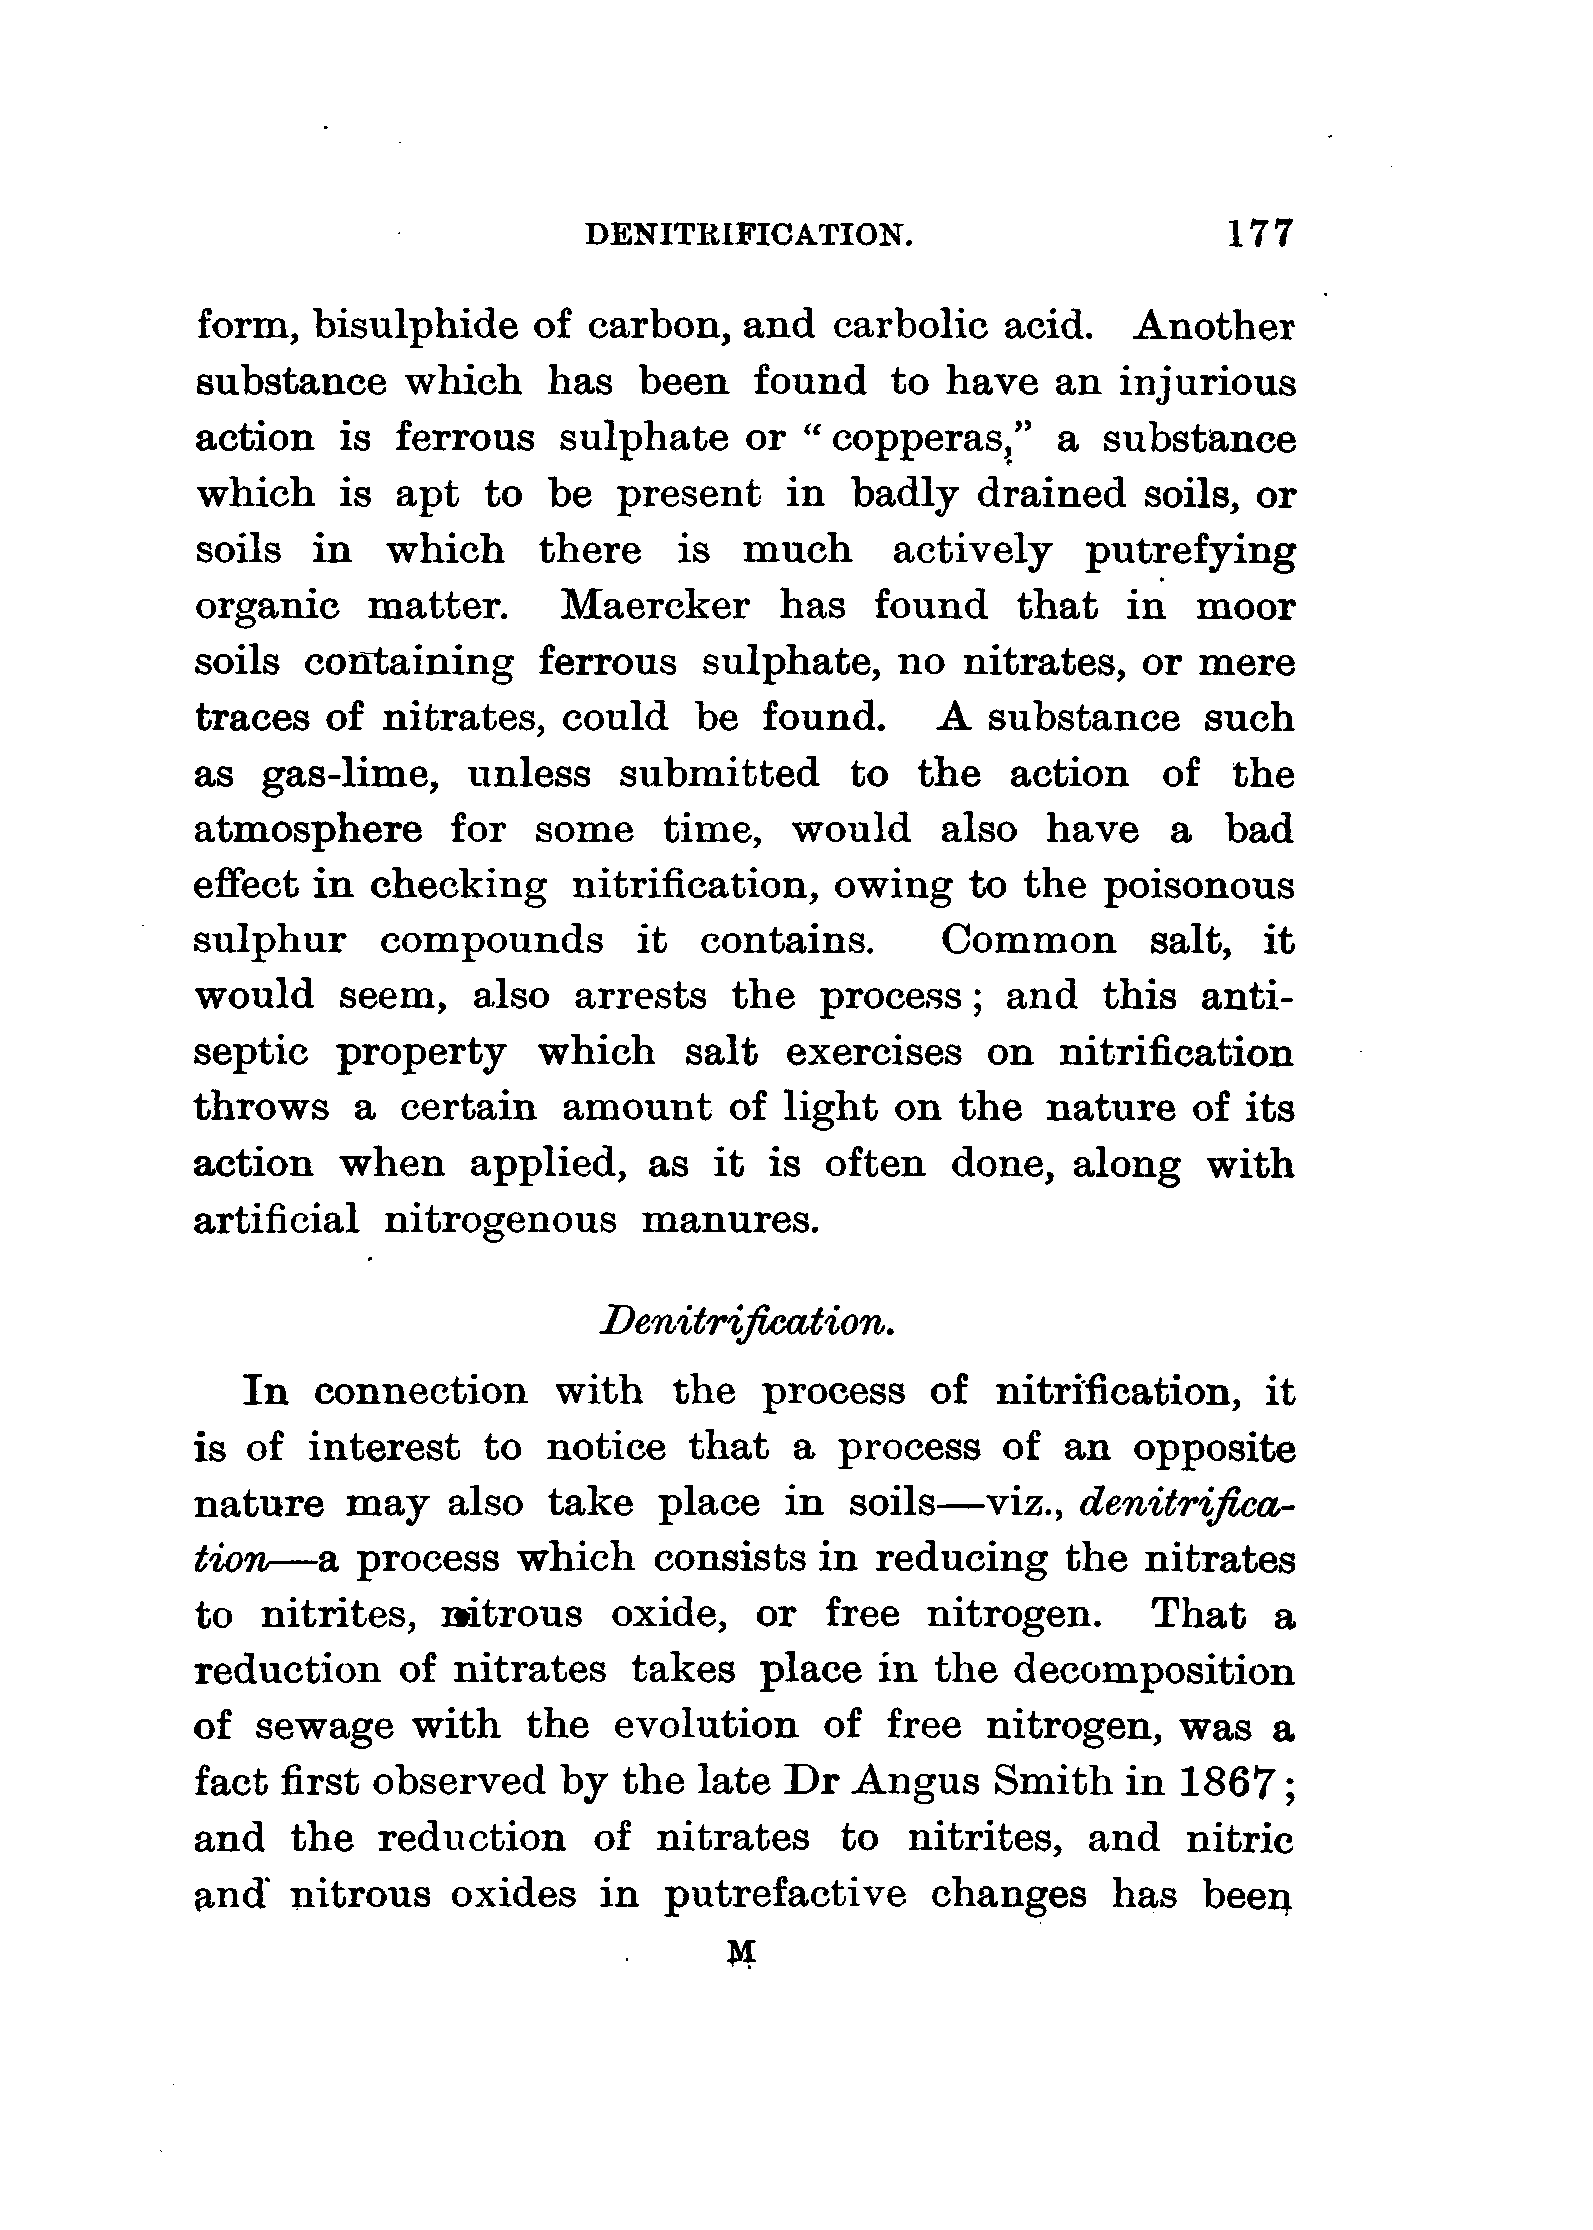 DENITRIFICATION. 177
form, bisulphide of carbon, and carbolic acid. Another
substance which has been found to have an injurious
action is ferrous sulphate or “ copperas,” a substance
which is apt to be present in badly drained soils, or
soils in which there is much actively putrefying
organic matter. Maercker has found that in moor
soils containing ferrous sulphate, no nitrates, or mere
traces of nitrates, could be found. A substance such
as gas-lime, unless submitted to the action of the
atmosphere for some time, would also have a bad
effect in checking nitrification, owing to the poisonous
sulphur compounds it contains. Common salt, it
would seem, also arrests the process ; and this anti-
septic property which salt exercises on nitrification
throws a certain amount of light on the nature of its
action when applied, as it is often done, along with
artificial nitrogenous manures.
Denitrification.
In connection with the process of nitrification, it
is of interest to notice that a process of an opposite
nature may also take place in soils—viz., denitrifica-
tion—a process which consists in reducing the nitrates
to nitrites, nitrous oxide, or free nitrogen. That a
reduction of nitrates takes place in the decomposition
of sewage with the evolution of free nitrogen, was a
fact first observed by the late Dr Angus Smith in 1867 ;
and the reduction of nitrates to nitrites, and nitric
and nitrous oxides in putrefactive changes has been
M